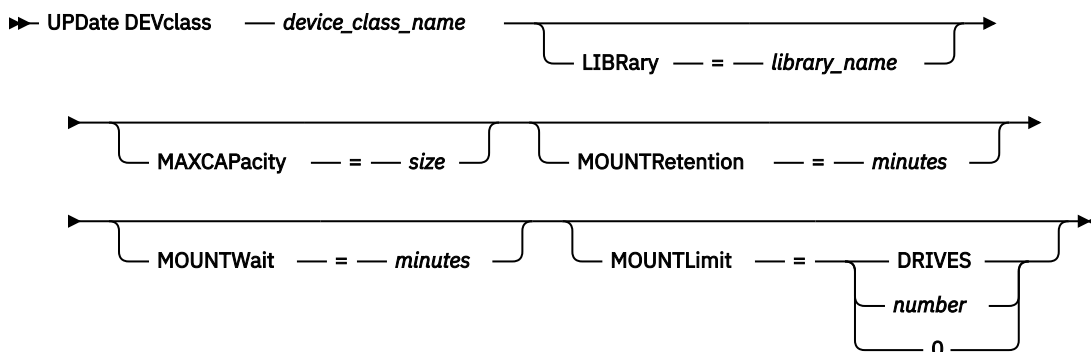 UPDate DEVclass device_class_name
LIBRary = library_name
MAXCAPacity = size MOUNTRetention = minutes
MOUNTWait = minutes MOUNTLimit = DRIVES
number
0